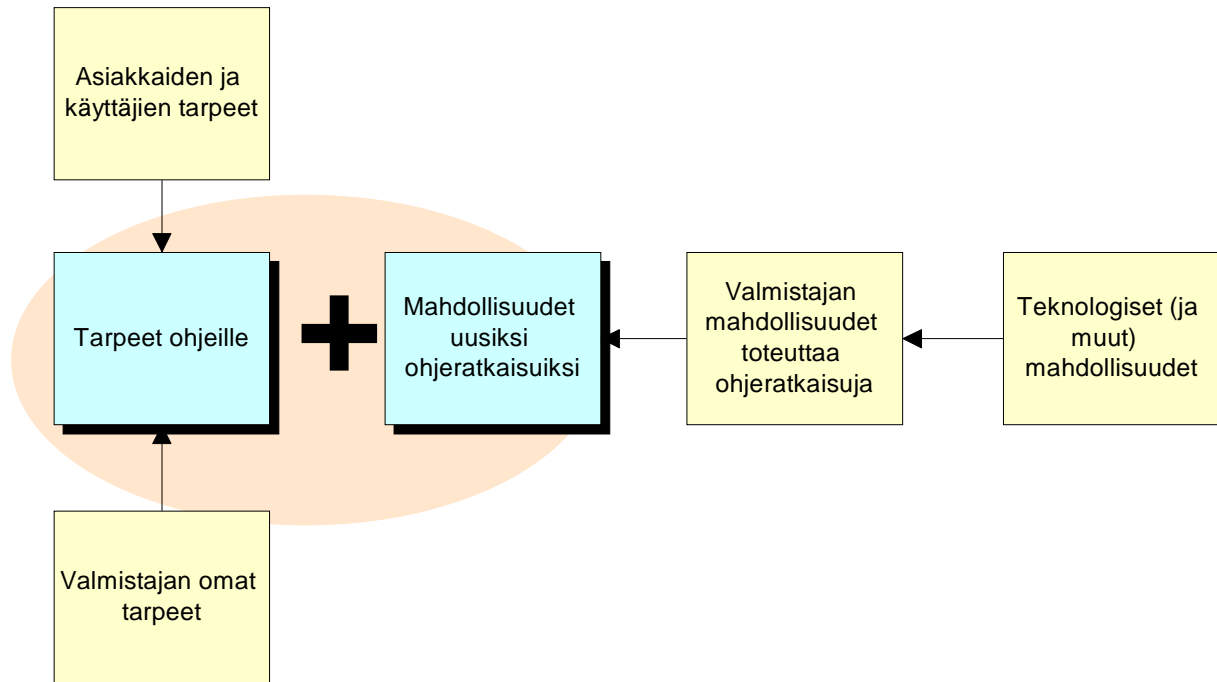 Asiakkaiden ja
käyttäjien tarpeet
Tarpeet ohjeille
Mahdollisuudet
uusiksi
ohjeratkaisuiksi
Valmistajan
mahdollisuudet
toteuttaa
ohjeratkaisuja
Teknologiset (ja
muut)
mahdollisuudet
Valmistajan omat
tarpeet